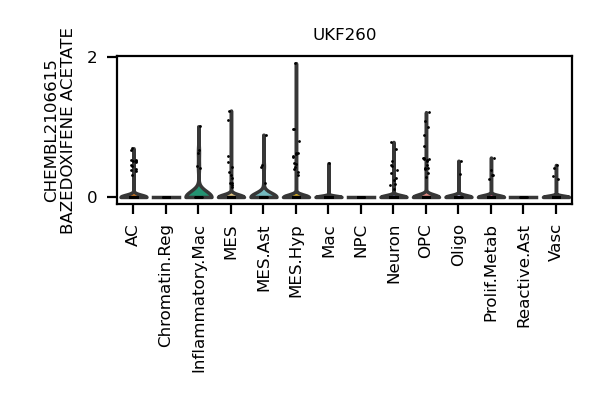 UKF260
CHEMBL2106615
BAZEDOXIFENE ACETATE
2
0
AC
Chromatin.Reg
Inflammatory.Mac
MES
MES.Ast
MES.Hyp
Mac
NPC
Neuron
OPC
Oligo
Prolif.Metab
Reactive.Ast
Vasc